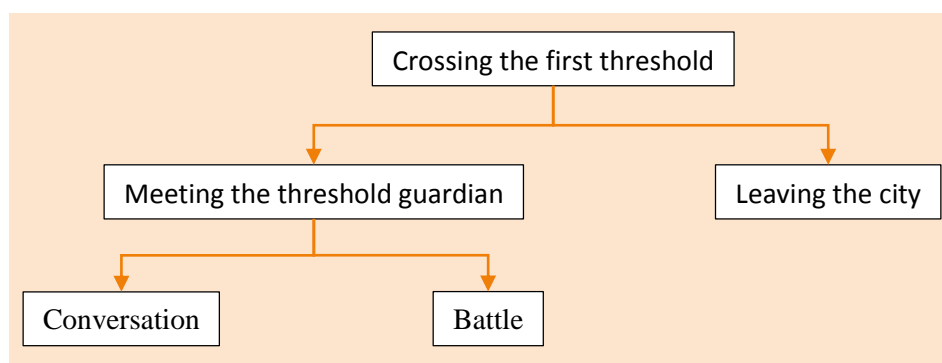 Crossing the first threshold
Meeting the threshold guardian
Leaving the city
Conversation
Battle